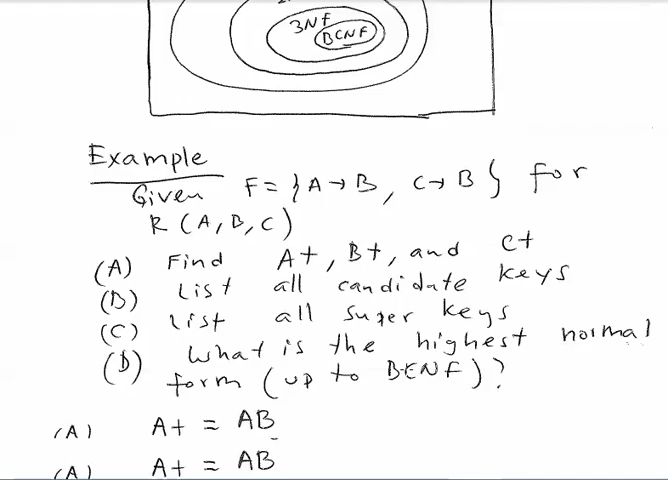 3NF
BCNF
Example
Given F = { A → B, C → B } for
R (A, B, C)
(A) Find A+, B+, and C+
(B) List all candidate keys
(C) list all super keys
(D) What is the highest normal
form (up to BCNF)?
(A) A+ = AB
(A) A+ = AB